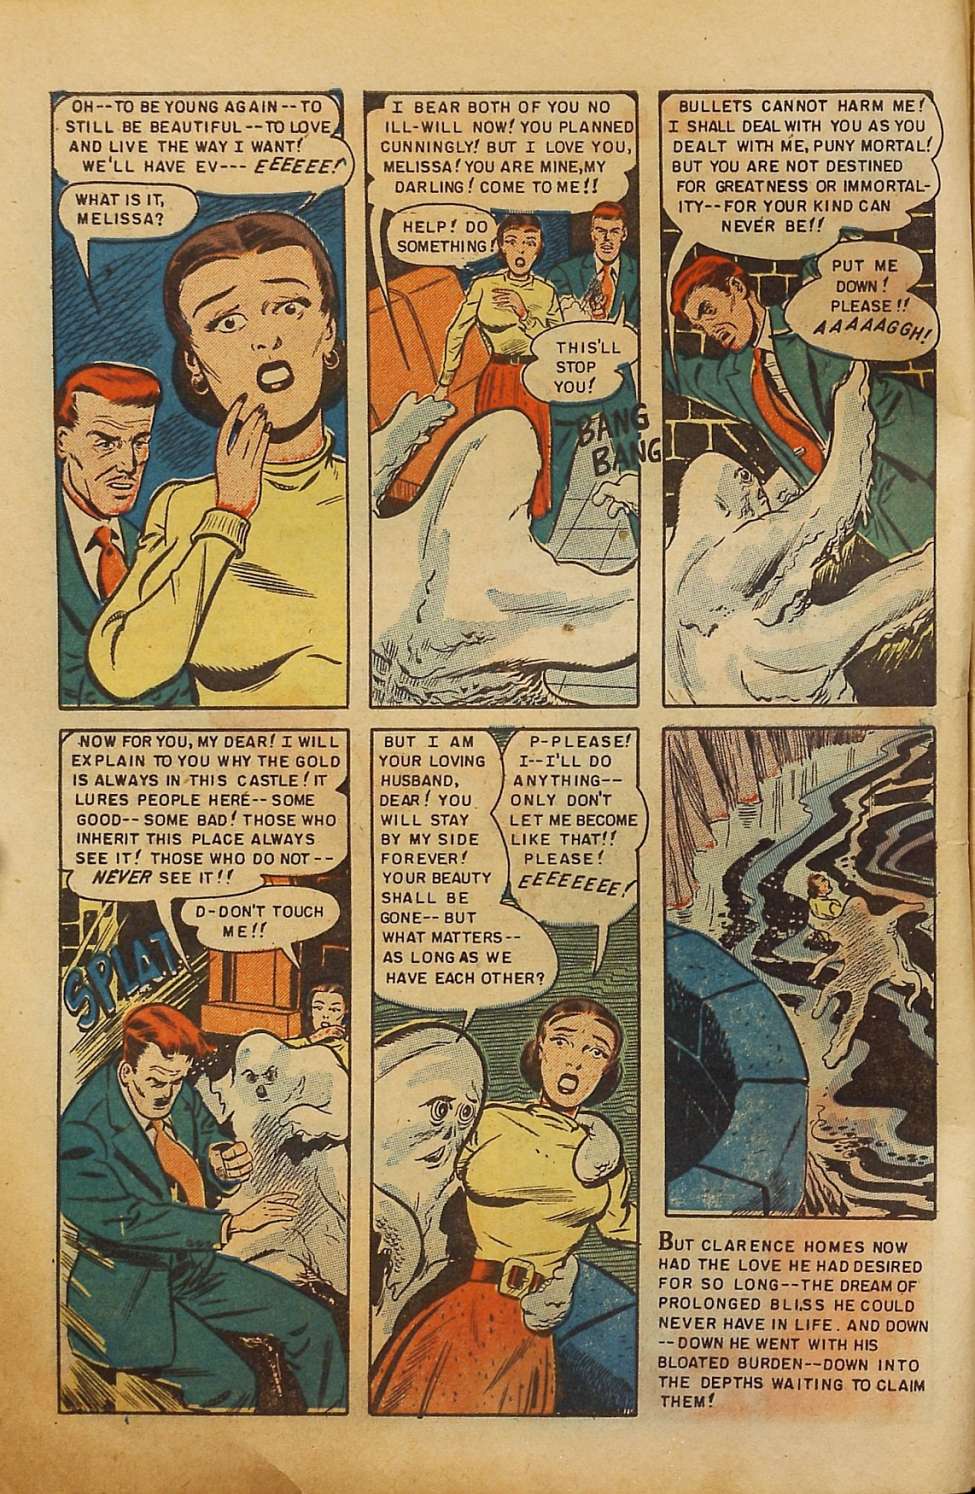 OH--TO BE YOUNG AGAIN--TO
STILL BE BEAUTIFUL--TO LOVE
AND LIVE THE WAY I WANT!
WE'LL HAVE EV--- EEEEEE!
WHAT IS IT,
MELISSA?
I BEAR BOTH OF YOU NO
ILL-WILL NOW! YOU PLANNED
CUNNINGLY! BUT I LOVE YOU,
MELISSA! YOU ARE MINE, MY
DARLING! COME TO ME!!
HELP! DO
SOMETHING!
THIS'LL
STOP
YOU!
BANG
BANG
BULLETS CANNOT HARM ME!
I SHALL DEAL WITH YOU AS YOU
DEALT WITH ME, PUNY MORTAL!
BUT YOU ARE NOT DESTINED
FOR GREATNESS OR IMMORTAL-
ITY--FOR YOUR KIND CAN
NEVER BE!!
PUT ME
DOWN!
PLEASE!!
AAAAAGGH!
NOW FOR YOU, MY DEAR! I WILL
EXPLAIN TO YOU WHY THE GOLD
IS ALWAYS IN THIS CASTLE! IT
LURES PEOPLE HERE--SOME
GOOD--SOME BAD! THOSE WHO
INHERIT THIS PLACE ALWAYS
SEE IT! THOSE WHO DO NOT--
NEVER SEE IT!!
D-DON'T TOUCH
ME!!
SPLAT
BUT I AM
YOUR LOVING
HUSBAND,
DEAR! YOU
WILL STAY
BY MY SIDE
FOREVER!
YOUR BEAUTY
SHALL BE
GONE--BUT
WHAT MATTERS--
AS LONG AS WE
HAVE EACH OTHER?
P-PLEASE!
I--I'LL DO
ANYTHING--
ONLY DON'T
LET ME BECOME
LIKE THAT!!
PLEASE!
EEEEEEEE!
BUT CLARENCE HOMES NOW
HAD THE LOVE HE HAD DESIRED
FOR SO LONG--THE DREAM OF
PROLONGED BLISS HE COULD
NEVER HAVE IN LIFE. AND DOWN
--DOWN HE WENT WITH HIS
BLOATED BURDEN--DOWN INTO
THE DEPTHS WAITING TO CLAIM
THEM!